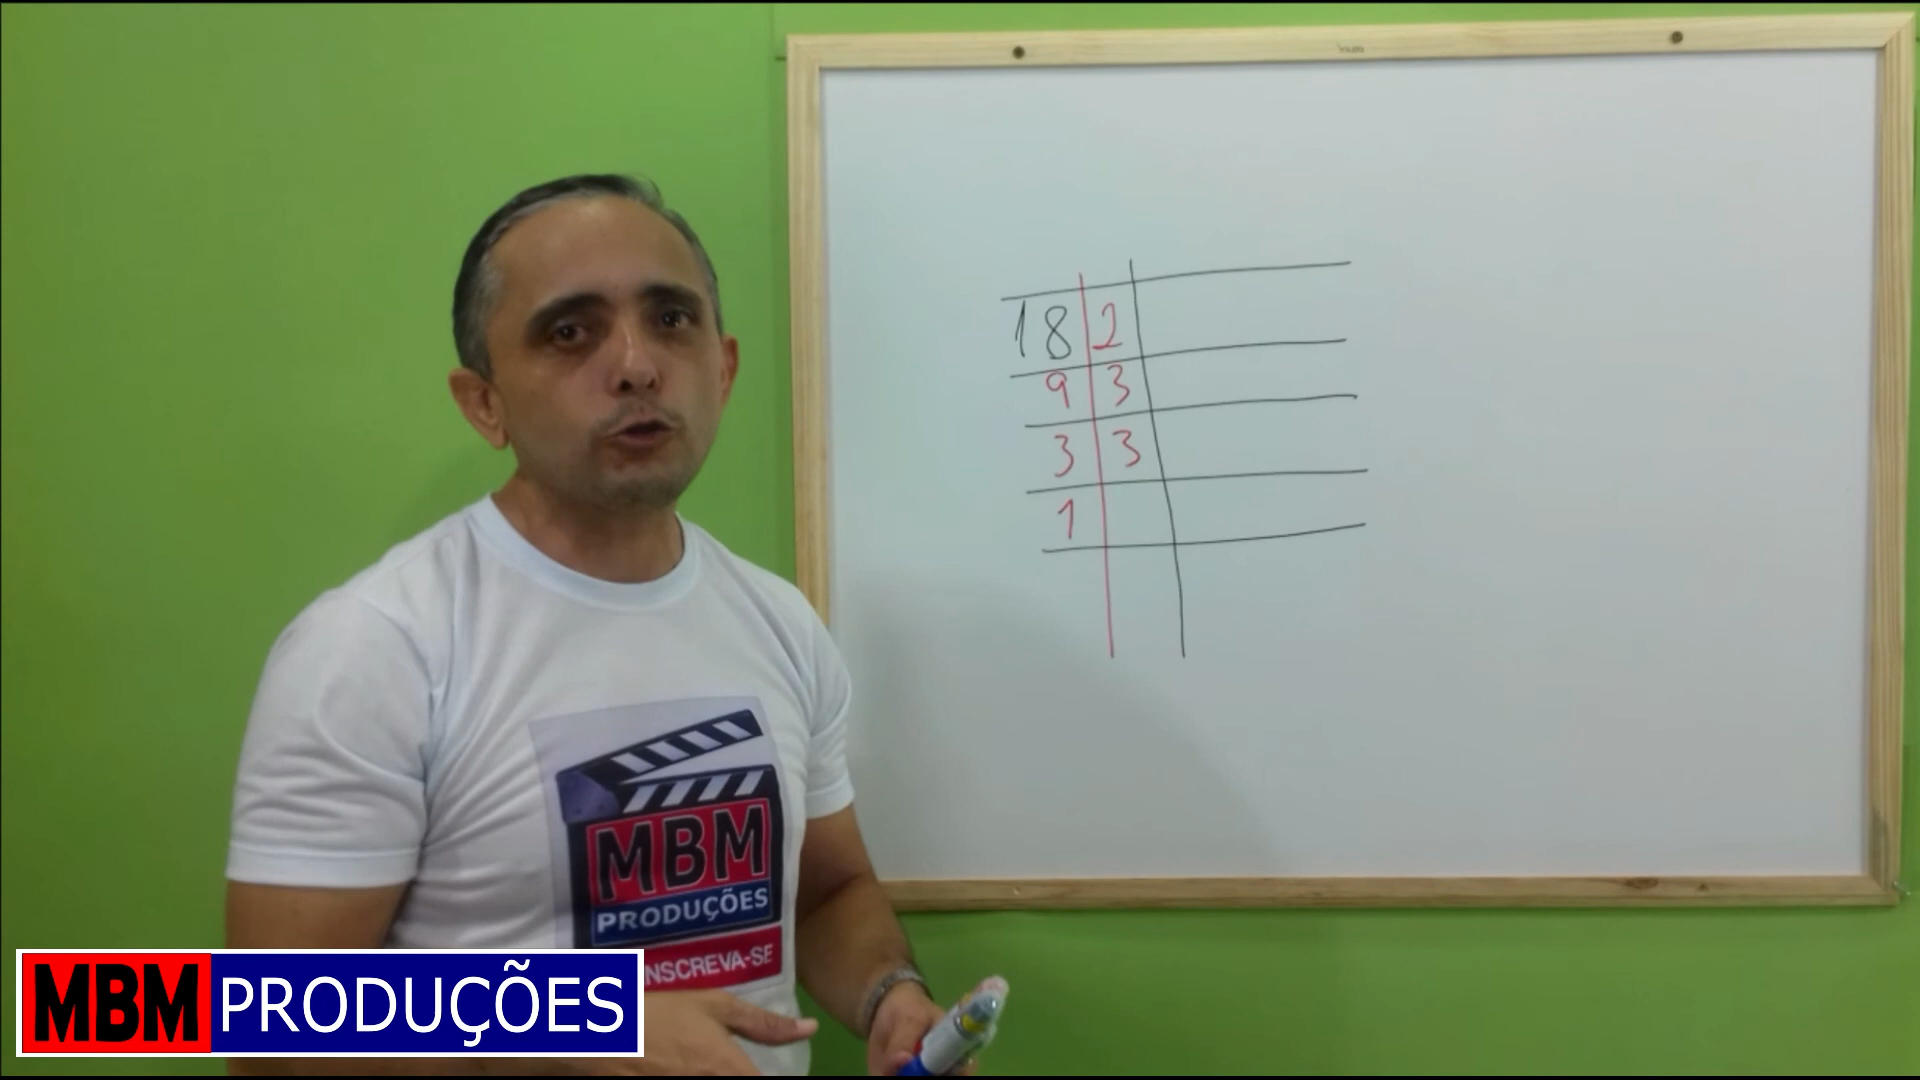 18 2
9 3
3 3
1
MBM
PRODUÇÕES
INSCREVA-SE
MBM PRODUÇÕES